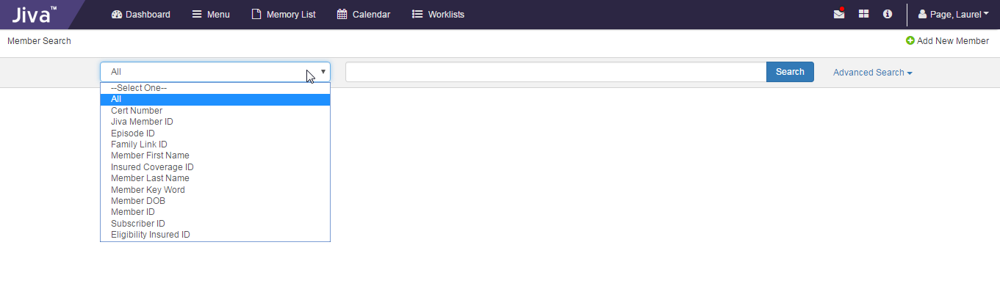 Jiva™ Dashboard Menu Memory List Calendar Worklists Page, Laurel
Member Search Add New Member
All Search Advanced Search
--Select One--
All
Cert Number
Jiva Member ID
Episode ID
Family Link ID
Member First Name
Insured Coverage ID
Member Last Name
Member Key Word
Member DOB
Member ID
Subscriber ID
Eligibility Insured ID